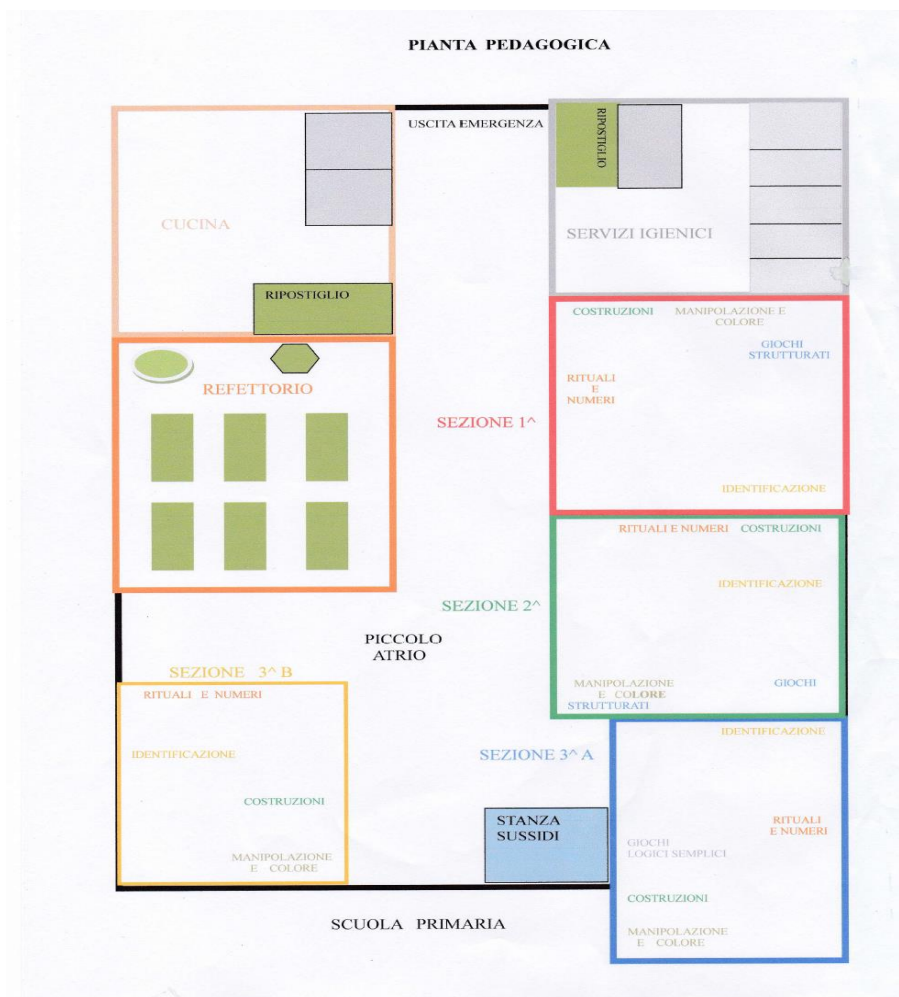 PIANTA PEDAGOGICA
USCITA EMERGENZA
RIPOSTIGLIO
CUCINA
SERVIZI IGIENICI
RIPOSTIGLIO
COSTRUZIONI
MANIPOLAZIONE E
COLORE
GIOCHI
STRUTTURATI
RITUALI
E
NUMERI
REFETTORIO
SEZIONE 1^
IDENTIFICAZIONE
RITUALI E NUMERI
COSTRUZIONI
IDENTIFICAZIONE
SEZIONE 2^
PICCOLO
ATRIO
MANIPOLAZIONE
E COLORE
STRUTTURATI
GIOCHI
SEZIONE 3^ B
RITUALI E NUMERI
IDENTIFICAZIONE
COSTRUZIONI
MANIPOLAZIONE
E COLORE
SEZIONE 3^ A
IDENTIFICAZIONE
STANZA
SUSSIDI
RITUALI
E NUMERI
GIOCHI
LOGICI SEMPLICI
COSTRUZIONI
MANIPOLAZIONE
E COLORE
SCUOLA PRIMARIA